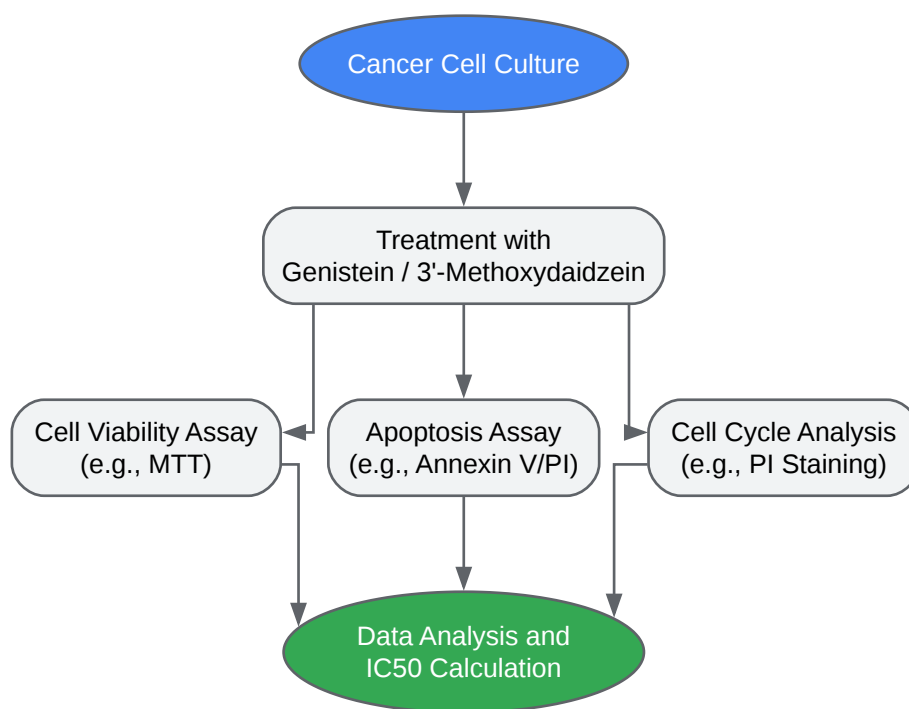 Cancer Cell Culture
Treatment with
Genistein / 3'-Methoxydaidzein
Cell Viability Assay
(e.g., MTT)
Apoptosis Assay
(e.g., Annexin V/PI)
Cell Cycle Analysis
(e.g., PI Staining)
Data Analysis and
IC50 Calculation